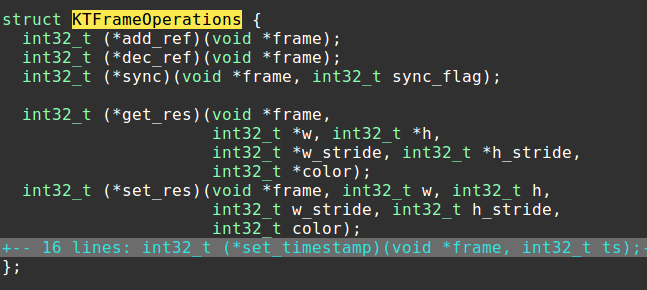 struct KTFrameOperations {
  int32_t (*add_ref)(void *frame);
  int32_t (*dec_ref)(void *frame);
  int32_t (*sync)(void *frame, int32_t sync_flag);

  int32_t (*get_res)(void *frame,
                     int32_t *w, int32_t *h,
                     int32_t *w_stride, int32_t *h_stride,
                     int32_t *color);
  int32_t (*set_res)(void *frame, int32_t w, int32_t h,
                     int32_t w_stride, int32_t h_stride,
                     int32_t color);
+-- 16 lines: int32_t (*set_timestamp)(void *frame, int32_t ts);-
};